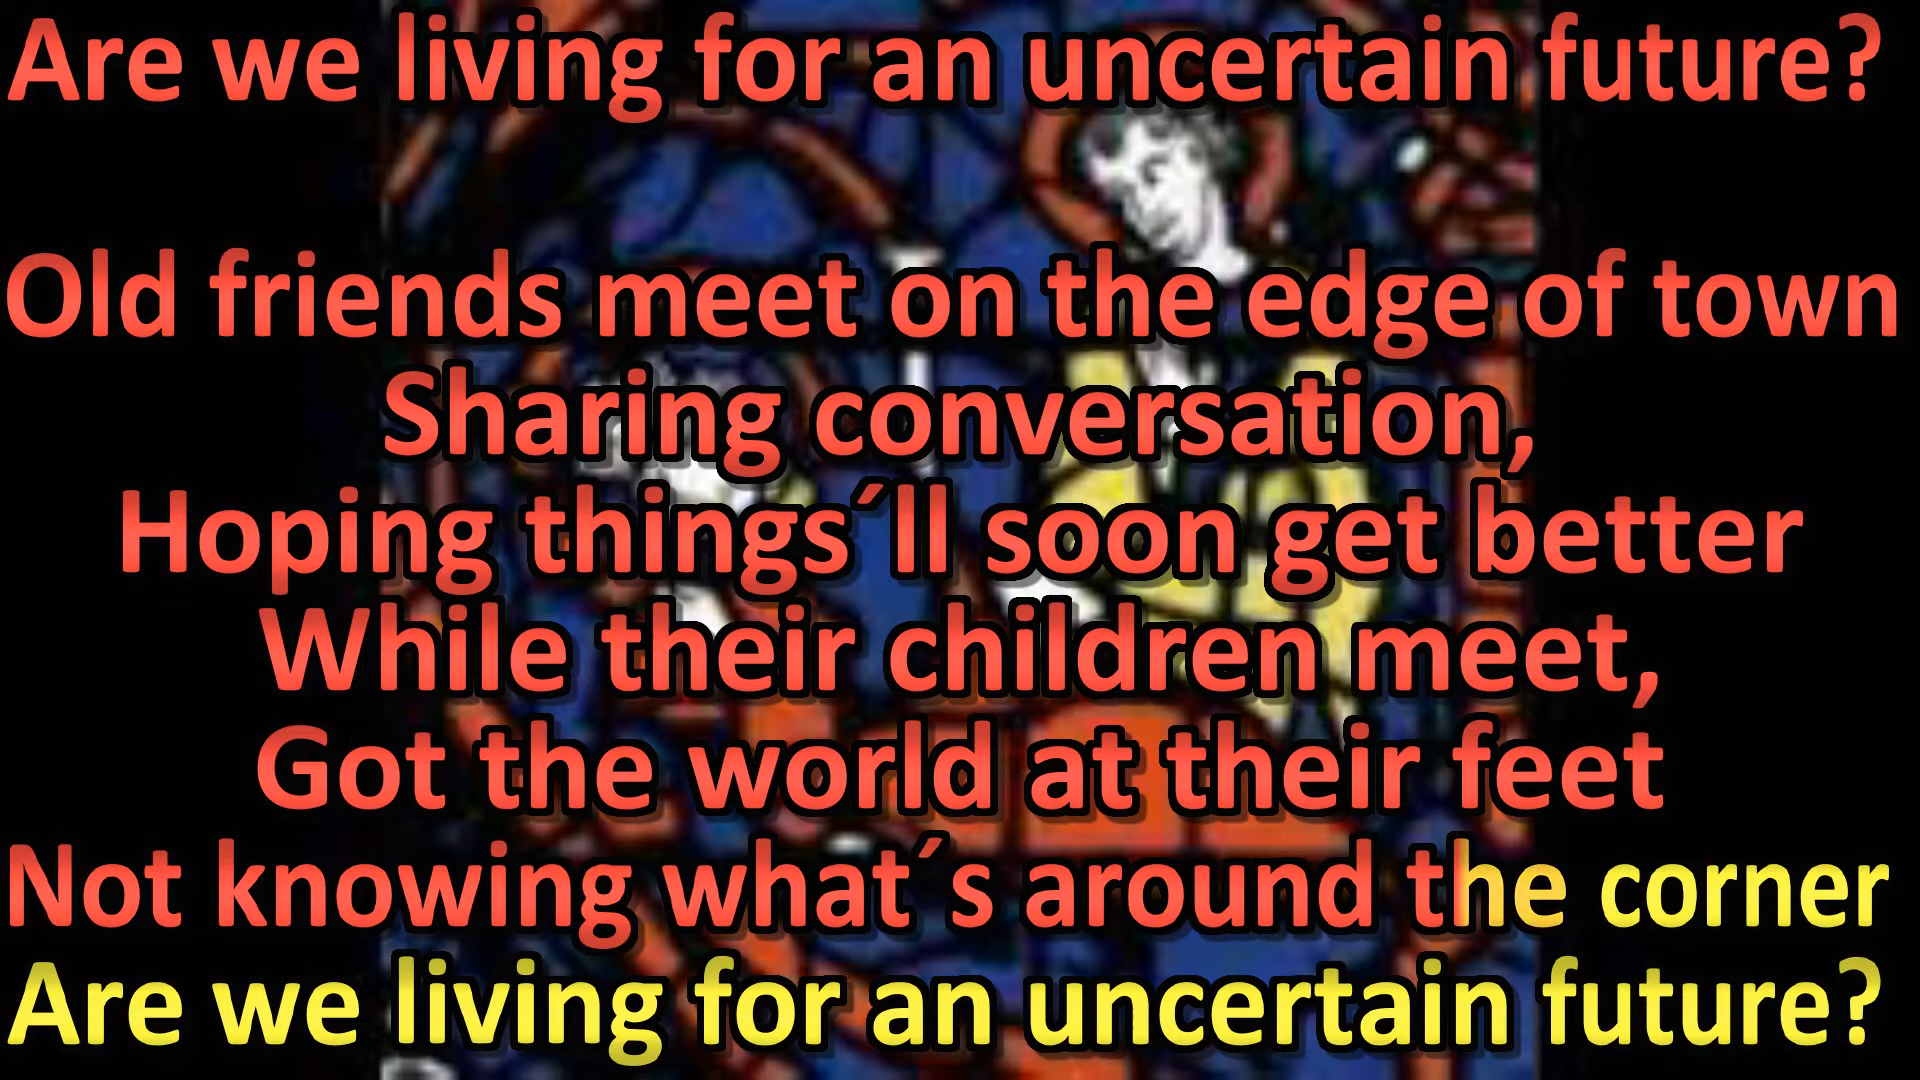 Are we living for an uncertain future?
Old friends meet on the edge of town
Sharing conversation,
Hoping things´ll soon get better
While their children meet,
Got the world at their feet
Not knowing what´s around the corner
Are we living for an uncertain future?